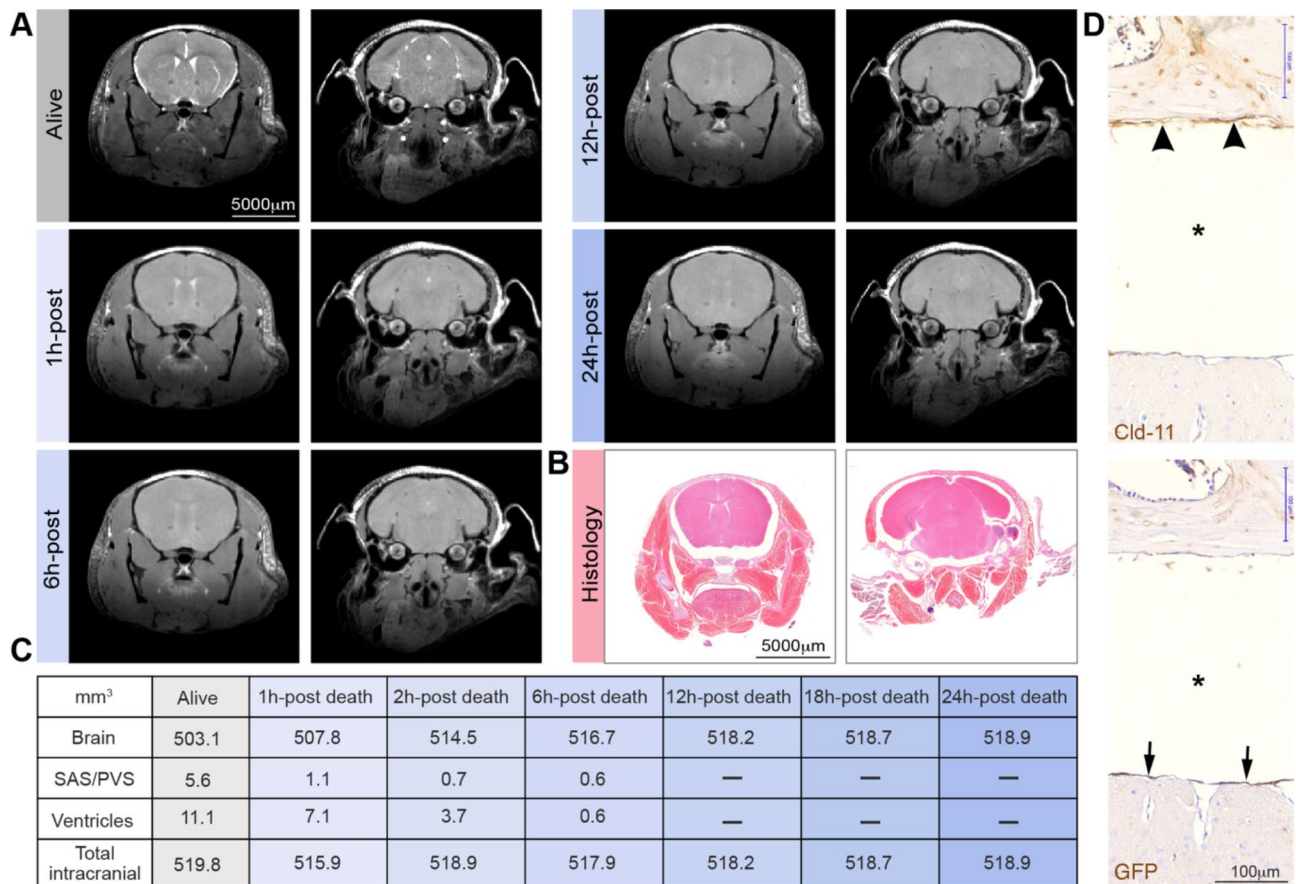 A
Alive
5000μm
1h-post
6h-post
12h-post
24h-post
B
Histology
5000μm
C
mm³ Alive 1h-post death 2h-post death 6h-post death 12h-post death 18h-post death 24h-post death
Brain 503.1 507.8 514.5 516.7 518.2 518.7 518.9
SAS/PVS 5.6 1.1 0.7 0.6 — — —
Ventricles 11.1 7.1 3.7 0.6 — — —
Total
intracranial 519.8 515.9 518.9 517.9 518.2 518.7 518.9
D
100 μm
*
Cld-11
100 μm
*
GFP
100μm